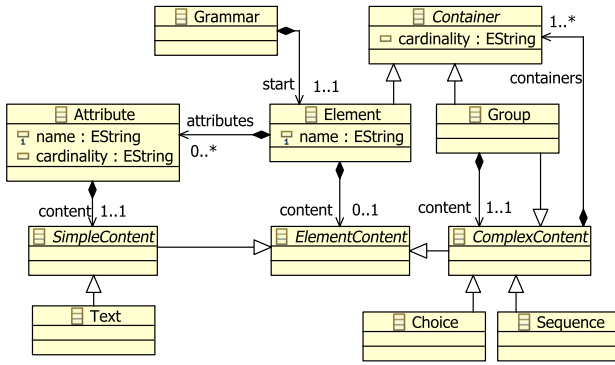 Grammar
Container
cardinality : EString
1..*
containers
start
1..1
Attribute
name : EString
cardinality : EString
attributes
0..*
Element
name : EString
Group
content
1..1
content
0..1
content
1..1
SimpleContent
ElementContent
ComplexContent
Text
Choice
Sequence